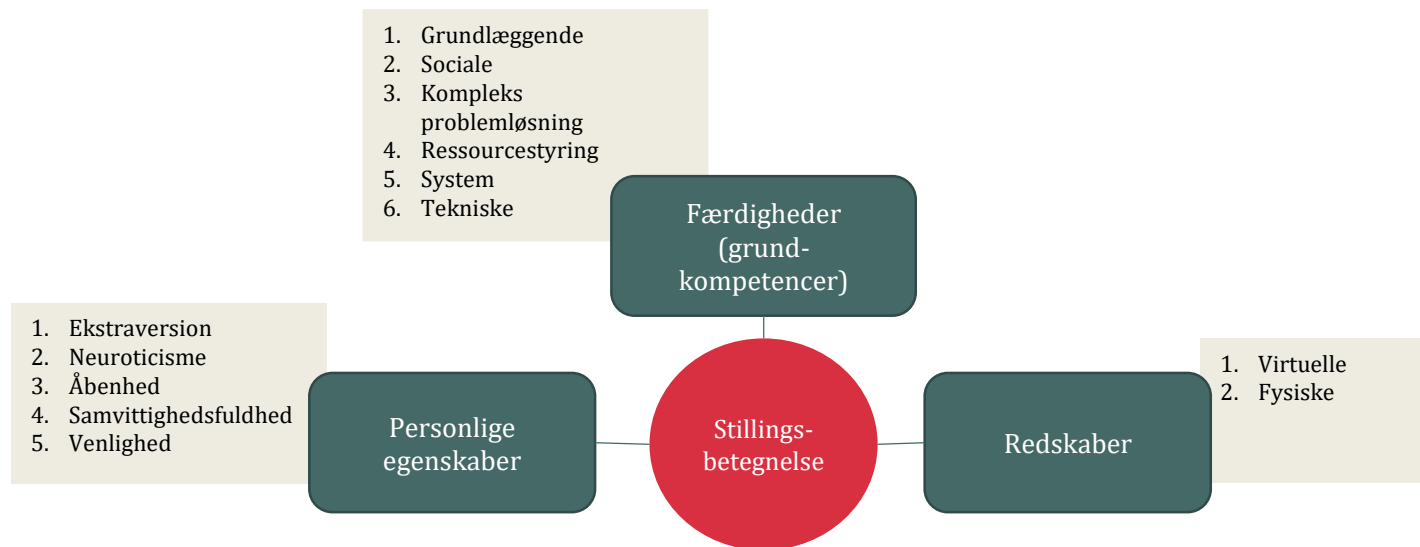 1. Grundlæggende
2. Sociale
3. Kompleks
problemløsning
4. Ressourcestyring
5. System
6. Tekniske
Færdigheder
(grund-
kompetencer)
1. Ekstraversion
2. Neuroticisme
3. Åbenhed
4. Samvittighedsfuldhed
5. Venlighed
Personlige
egenskaber
Stillings-
betegnelse
Redskaber
1. Virtuelle
2. Fysiske